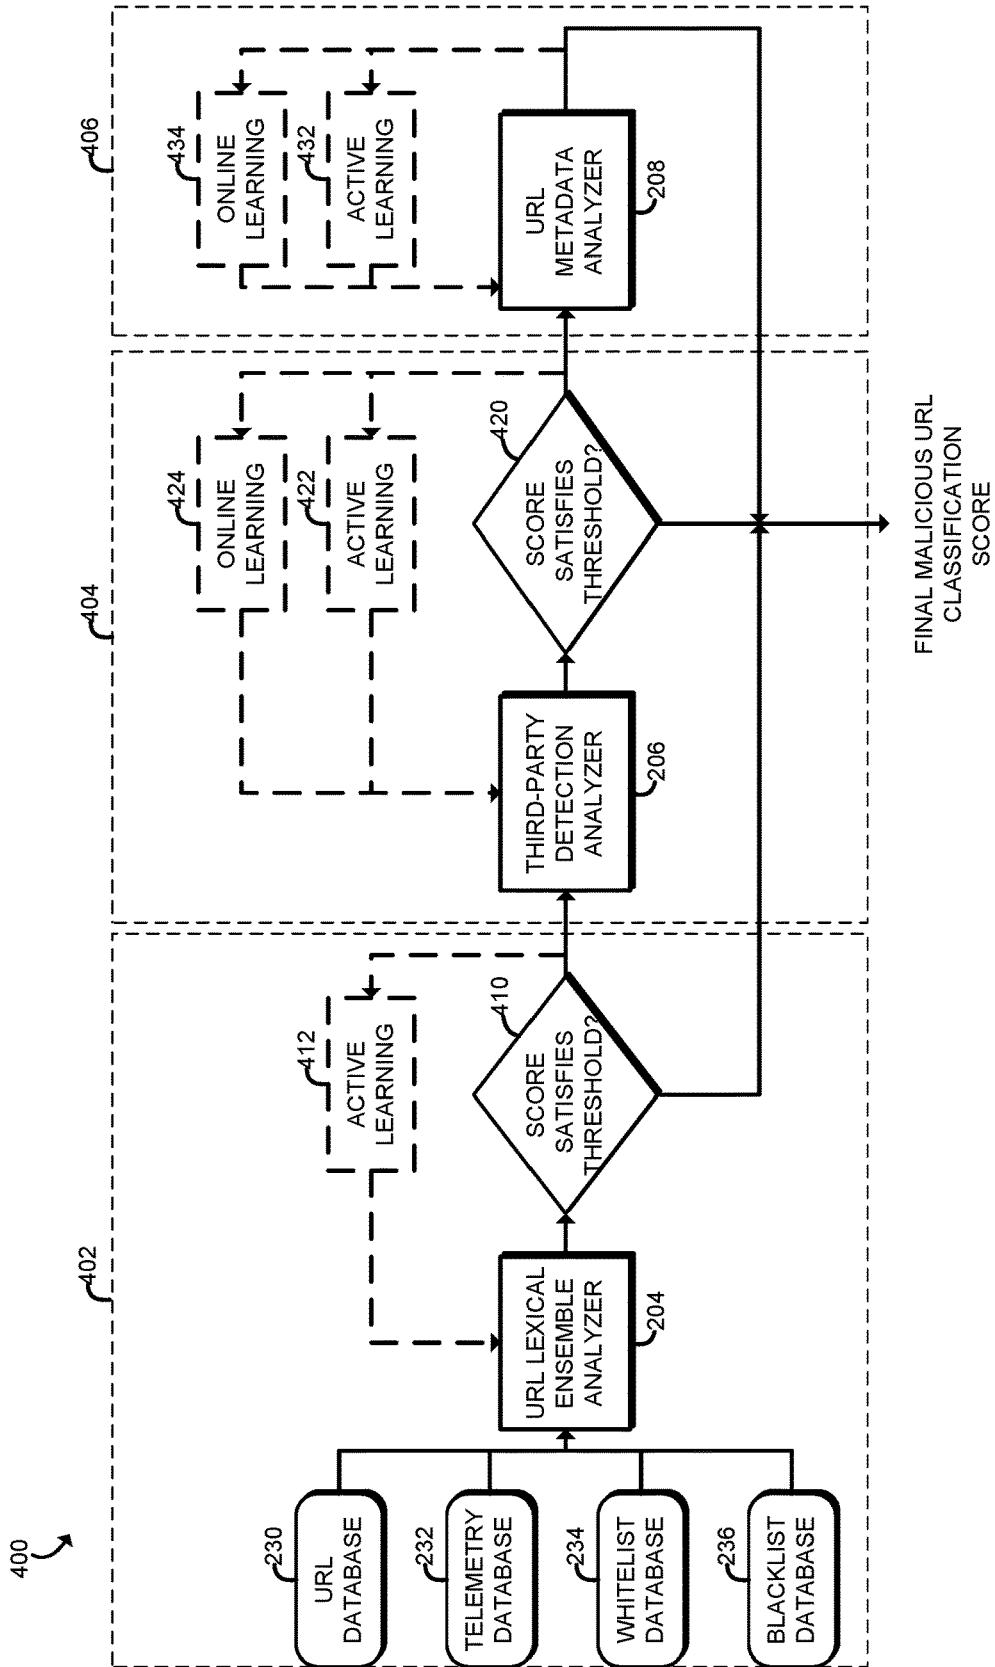 400
402
230
URL
DATABASE
232
TELEMETRY
DATABASE
234
WHITELIST
DATABASE
236
BLACKLIST
DATABASE
URL LEXICAL
ENSEMBLE
ANALYZER
204
412
ACTIVE
LEARNING
410
SCORE
SATISFIES
THRESHOLD?
404
THIRD-PARTY
DETECTION
ANALYZER
206
424
ONLINE
LEARNING
422
ACTIVE
LEARNING
420
SCORE
SATISFIES
THRESHOLD?
406
434
ONLINE
LEARNING
432
ACTIVE
LEARNING
URL
METADATA
ANALYZER
208
FINAL MALICIOUS URL
CLASSIFICATION
SCORE